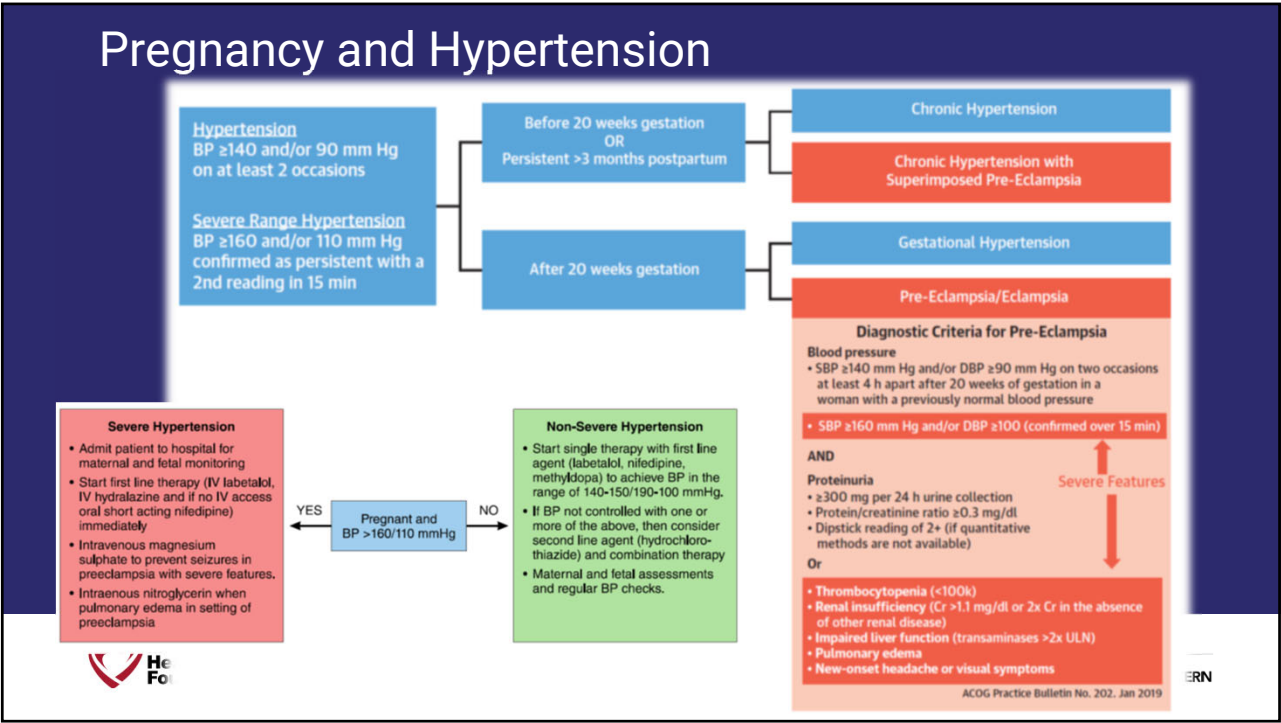 Pregnancy and Hypertension
Hypertension
BP ≥140 and/or 90 mm Hg
on at least 2 occasions
Severe Range Hypertension
BP ≥160 and/or 110 mm Hg
confirmed as persistent with a
2nd reading in 15 min
Before 20 weeks gestation
OR
Persistent >3 months postpartum
After 20 weeks gestation
Chronic Hypertension
Chronic Hypertension with
Superimposed Pre-Eclampsia
Gestational Hypertension
Pre-Eclampsia/Eclampsia
Diagnostic Criteria for Pre-Eclampsia
Blood pressure
• SBP ≥140 mm Hg and/or DBP ≥90 mm Hg on two occasions
at least 4 h apart after 20 weeks of gestation in a
woman with a previously normal blood pressure
• SBP ≥160 mm Hg and/or DBP ≥100 (confirmed over 15 min)
AND
Proteinuria
• ≥300 mg per 24 h urine collection
• Protein/creatinine ratio ≥0.3 mg/dl
• Dipstick reading of 2+ (if quantitative
methods are not available)
Or
Severe Features
• Thrombocytopenia (<100k)
• Renal insufficiency (Cr >1.1 mg/dl or 2x Cr in the absence
of other renal disease)
• Impaired liver function (transaminases >2x ULN)
• Pulmonary edema
• New-onset headache or visual symptoms
ACOG Practice Bulletin No. 202. Jan 2019
Severe Hypertension
• Admit patient to hospital for
maternal and fetal monitoring
• Start first line therapy (IV labetalol,
IV hydralazine and if no IV access
oral short acting nifedipine)
immediately
• Intravenous magnesium
sulphate to prevent seizures in
preeclampsia with severe features.
• Intraenous nitroglycerin when
pulmonary edema in setting of
preeclampsia
YES
Pregnant and
BP >160/110 mmHg
NO
Non-Severe Hypertension
• Start single therapy with first line
agent (labetalol, nifedipine,
methyldopa) to achieve BP in the
range of 140-150/190-100 mmHg.
• If BP not controlled with one or
more of the above, then consider
second line agent (hydrochloro-
thiazide) and combination therapy
• Maternal and fetal assessments
and regular BP checks.
He
Fo
ERN